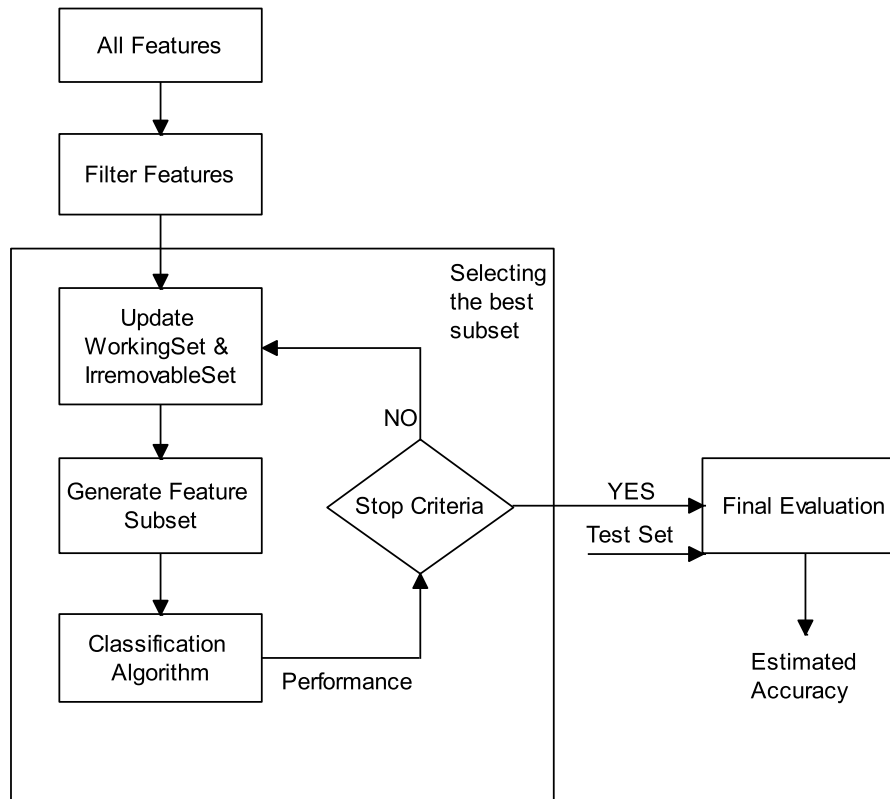 All Features
Filter Features
Selecting
the best
subset
Update
WorkingSet &
IrremovableSet
NO
Generate Feature
Subset
Stop Criteria
YES
Final Evaluation
Test Set
Classification
Algorithm
Performance
Estimated
Accuracy